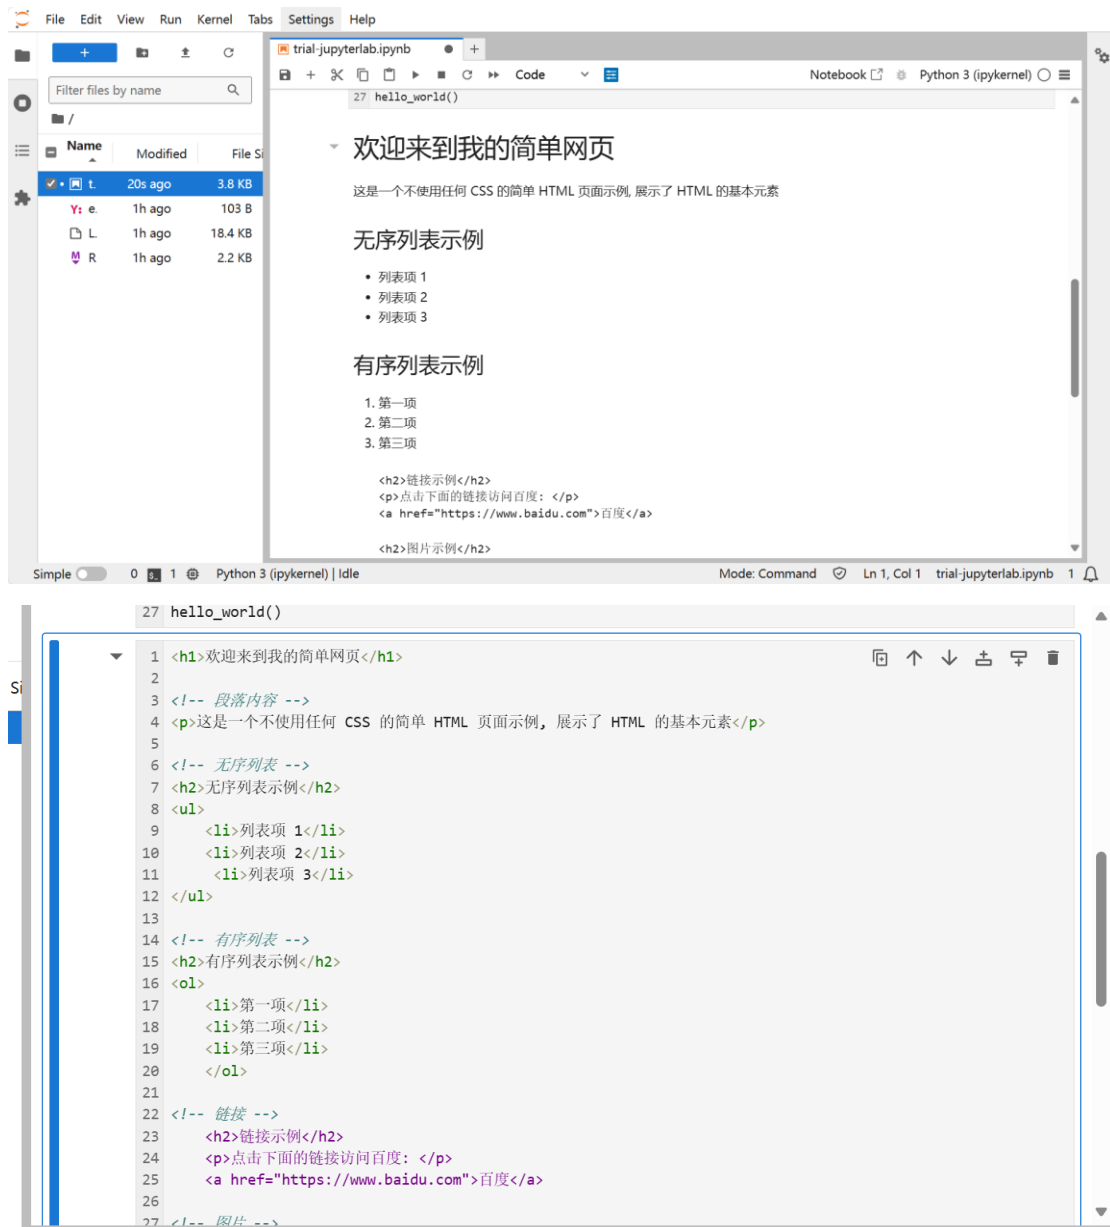 File Edit View Run Kernel Tabs Settings Help
trial-jupyterlab.ipynb
Code
Notebook
Python 3 (ipykernel)
Filter files by name
/
Name
Modified
File Si
t. 20s ago 3.8 KB
Y: e. 1h ago 103 B
L 1h ago 18.4 KB
M R 1h ago 2.2 KB
27 hello_world()
欢迎来到我的简单网页
这是一个不使用任何 CSS 的简单 HTML 页面示例, 展示了 HTML 的基本元素
无序列表示例
• 列表项 1
• 列表项 2
• 列表项 3
有序列表示例
1. 第一项
2. 第二项
3. 第三项
<h2>链接示例</h2>
<p>点击下面的链接访问百度: </p>
<a href="https://www.baidu.com">百度</a>
<h2>图片示例</h2>
Simple 0 s_ 1 Python 3 (ipykernel) | Idle Mode: Command Ln 1, Col 1 trial-jupyterlab.ipynb 1
Si
27 hello_world()
1 <h1>欢迎来到我的简单网页</h1>
2
3 <!-- 段落内容 -->
4 <p>这是一个不使用任何 CSS 的简单 HTML 页面示例, 展示了 HTML 的基本元素</p>
5
6 <!-- 无序列表 -->
7 <h2>无序列表示例</h2>
8 <ul>
9 <li>列表项 1</li>
10 <li>列表项 2</li>
11 <li>列表项 3</li>
12 </ul>
13
14 <!-- 有序列表 -->
15 <h2>有序列表示例</h2>
16 <ol>
17 <li>第一项</li>
18 <li>第二项</li>
19 <li>第三项</li>
20 </ol>
21
22 <!-- 链接 -->
23 <h2>链接示例</h2>
24 <p>点击下面的链接访问百度: </p>
25 <a href="https://www.baidu.com">百度</a>
26
27 <!-- 图片 -->